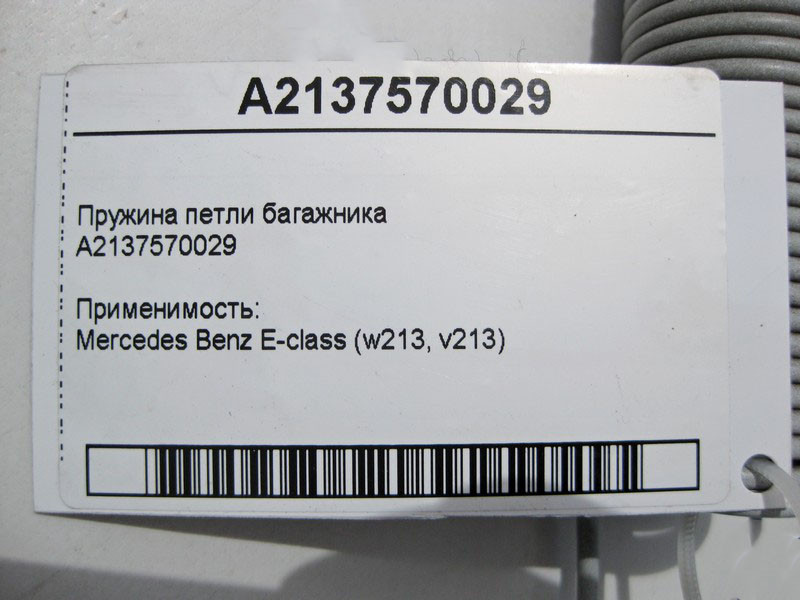 A2137570029
Пружина петли багажника
A2137570029
Применимость:
Mercedes Benz E-class (w213, v213)